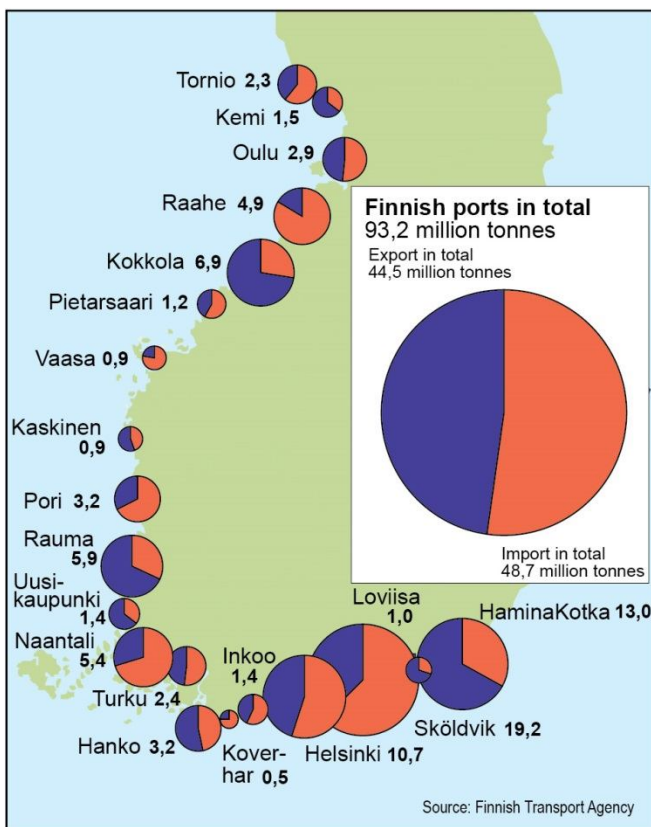 Tornio 2,3
Kemi 1,5
Oulu 2,9
Raahe 4,9
Finnish ports in total
93,2 million tonnes
Export in total
44,5 million tonnes
Kokkola 6,9
Pietarsaari 1,2
Vaasa 0,9
Kaskinen
0,9
Pori 3,2
Rauma
5,9
Import in total
48,7 million tonnes
Uusi-
kaupunki
1,4
Loviisa
1,0
HaminaKotka 13,0
Naantali
5,4
Inkoo
1,4
Turku 2,4
Sköldvik 19,2
Hanko 3,2
Kover-
har 0,5
Helsinki 10,7
Source: Finnish Transport Agency